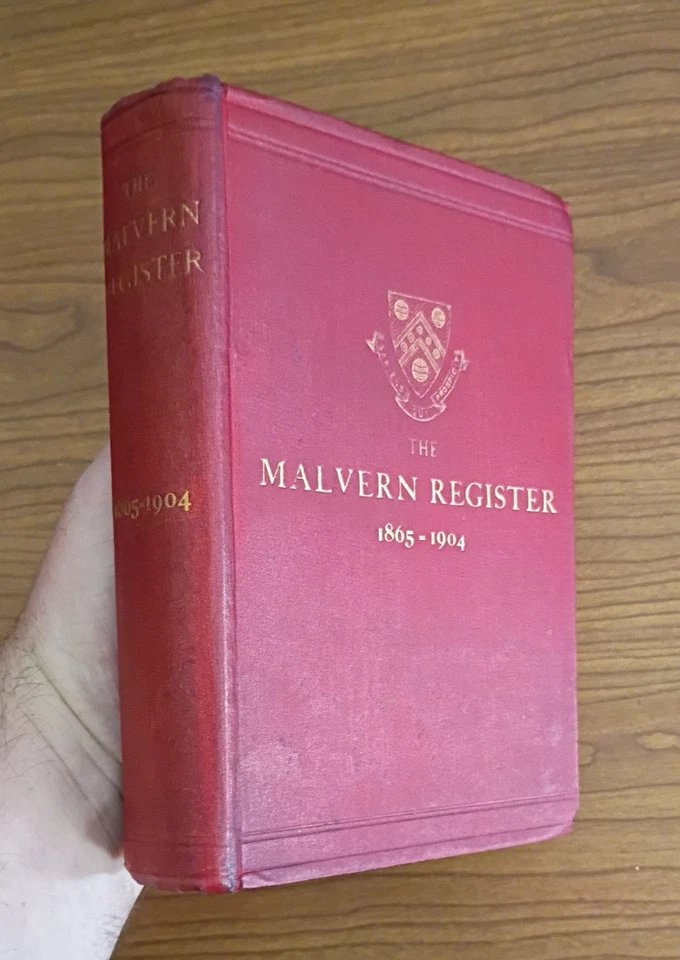 THE
MALVERN
REGISTER
1865-1904
THE
MALVERN REGISTER
1865-1904